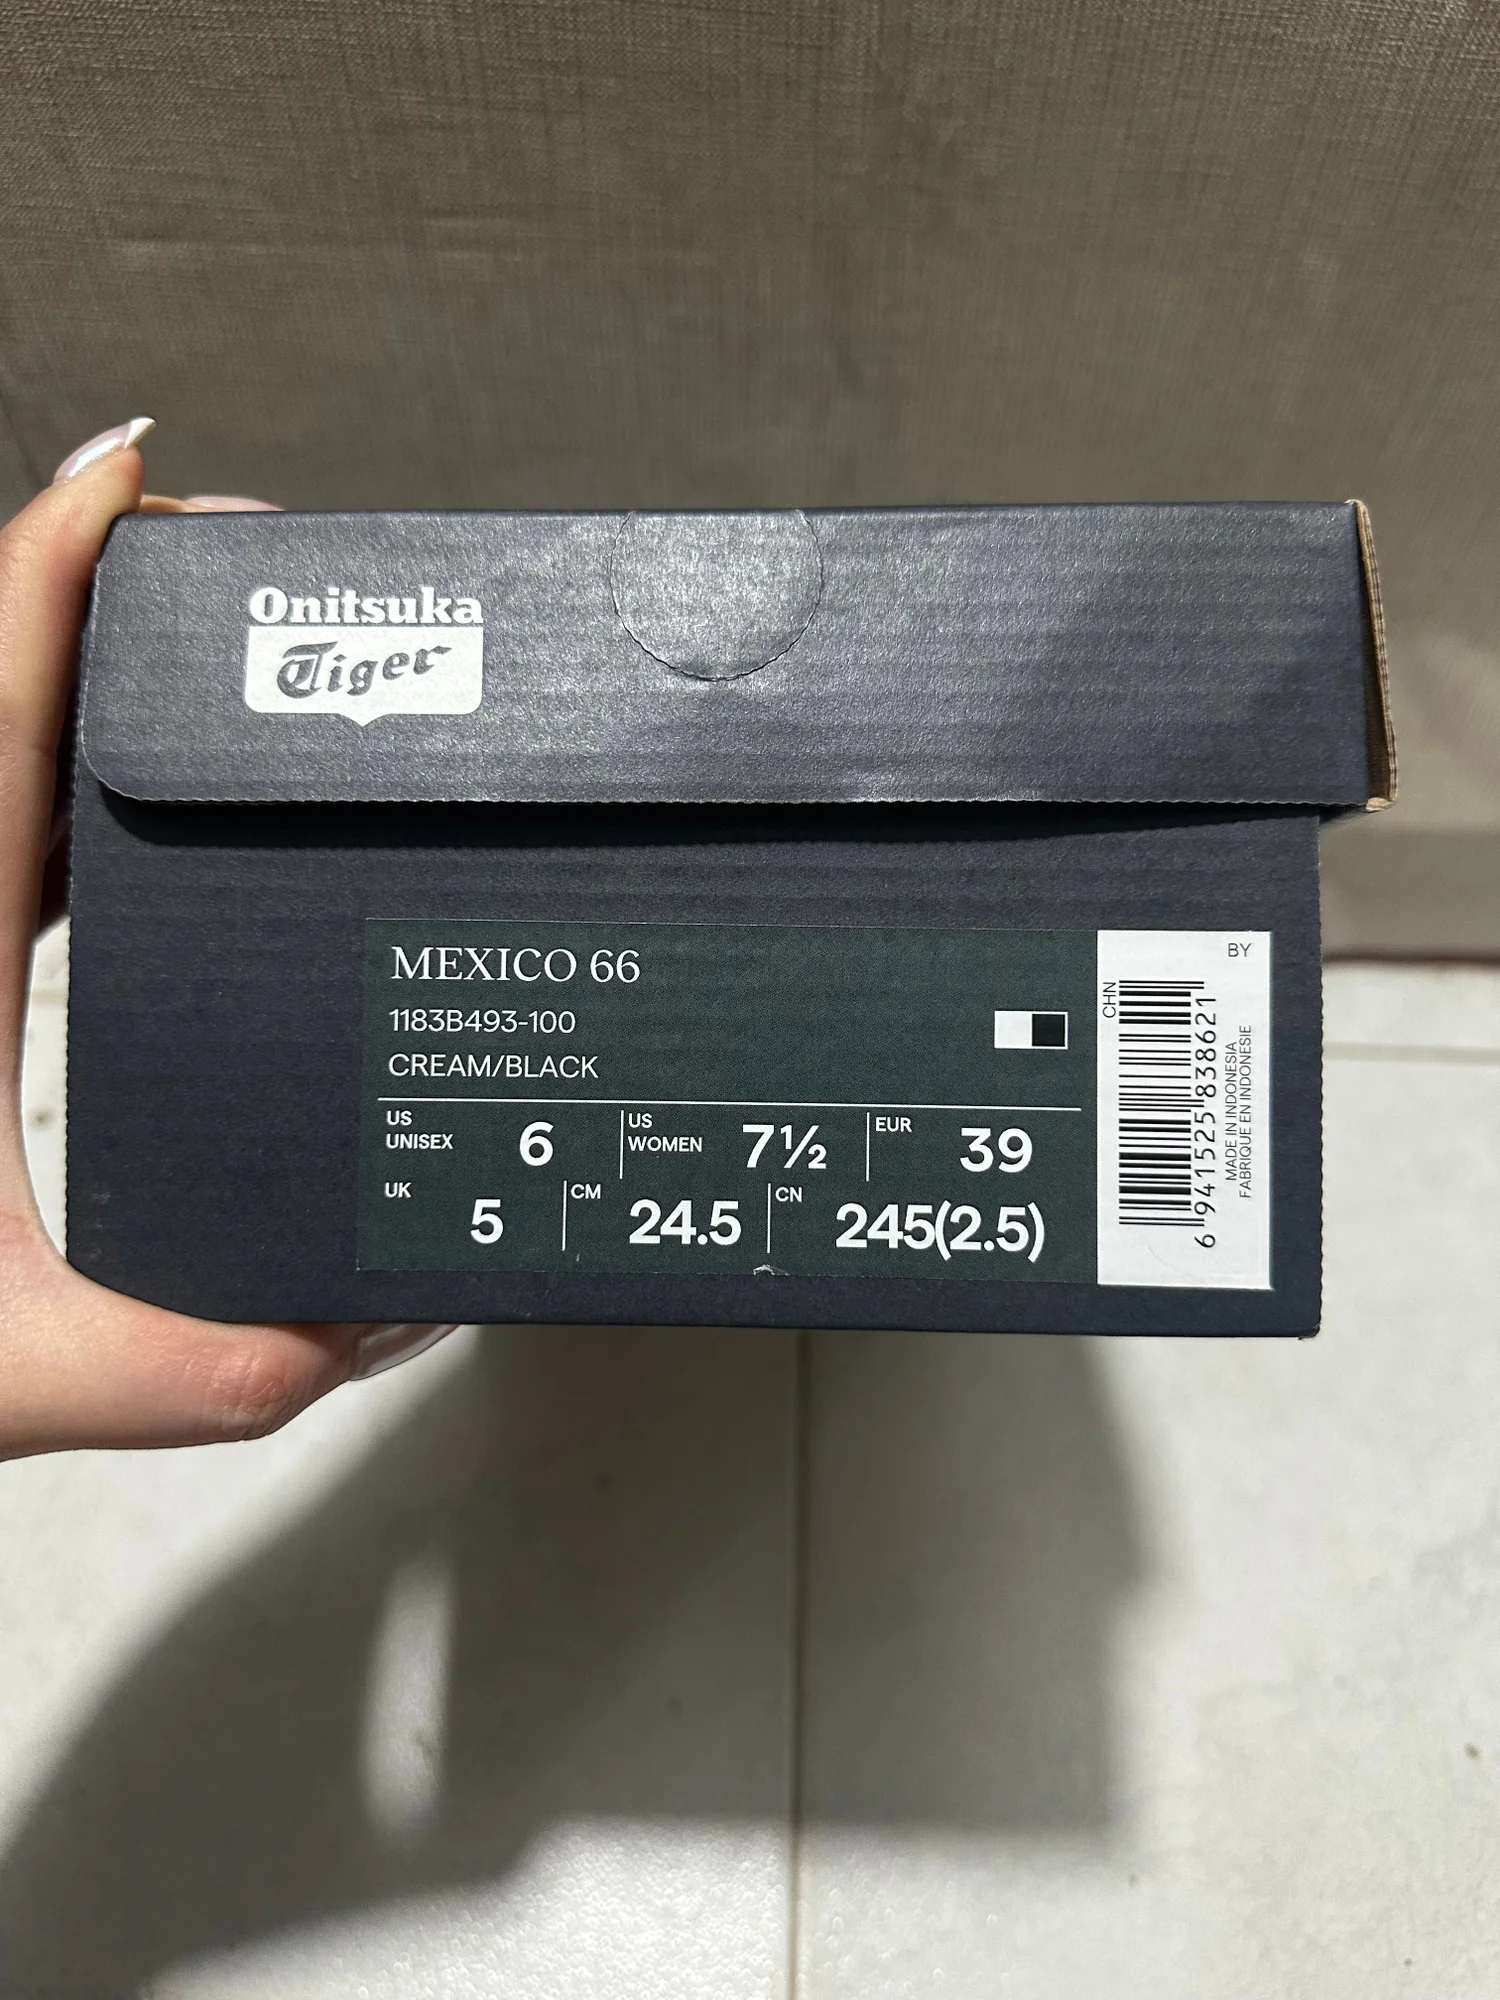 Onitsuka
Tiger
MEXICO 66
1183B493-100
CREAM/BLACK
US UNISEX 6
US WOMEN 7½
EUR 39
UK 5
CM 24.5
CN 245(2.5)
BY
CHN
6 941525 838621
MADE IN INDONESIA
FABRIQUE EN INDONESIE